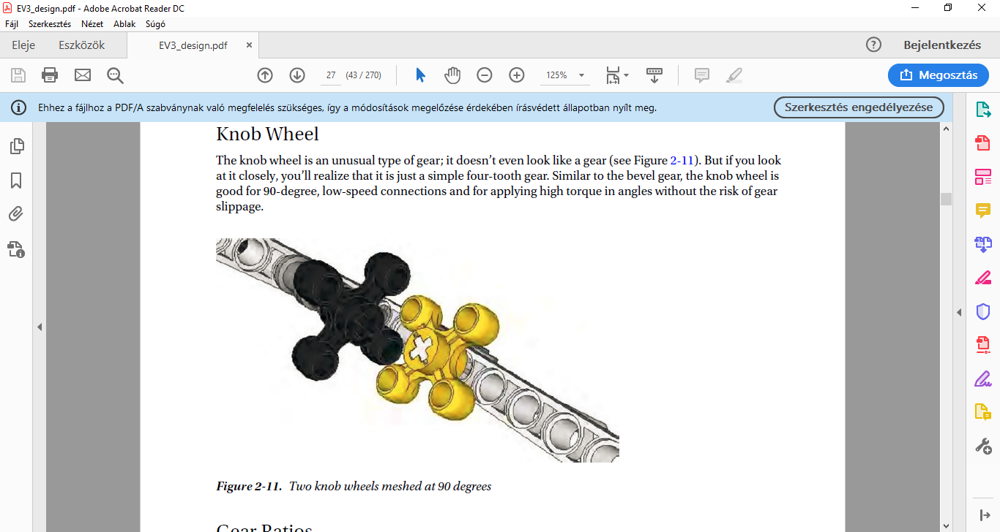 EV3_design.pdf - Adobe Acrobat Reader DC
Fájl Szerkesztés Nézet Ablak Súgó
Eleje Eszközök EV3_design.pdf Bejelentkezés
27 (43 / 270) 125% Megosztás
Ehhez a fájlhoz a PDF/A szabványnak való megfelelés szükséges, így a módosítások megelőzése érdekében írásvédett állapotban nyílt meg. Szerkesztés engedélyezése
Knob Wheel
The knob wheel is an unusual type of gear; it doesn't even look like a gear (see Figure 2-11). But if you look
at it closely, you'll realize that it is just a simple four-tooth gear. Similar to the bevel gear, the knob wheel is
good for 90-degree, low-speed connections and for applying high torque in angles without the risk of gear
slippage.
Figure 2-11. Two knob wheels meshed at 90 degrees
Gear Ratios